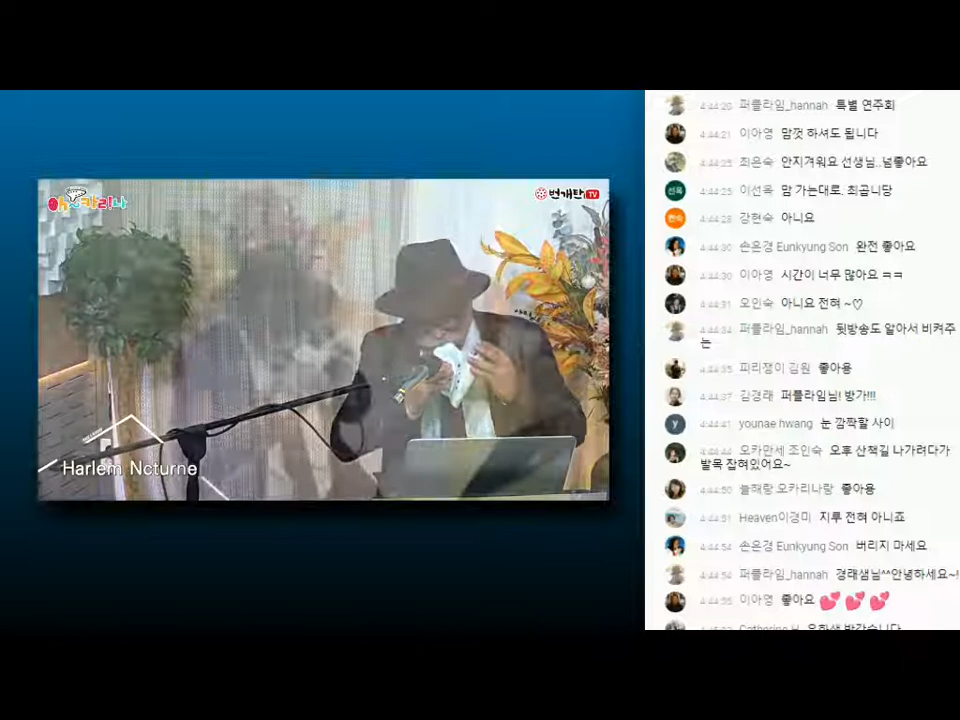 아~카리나
번개탄 TV
Harlem Ncturne
4:44:20 퍼플라임_hannah 특별 연주회
4:44:21 이아영 맘껏 하셔도 됩니다
4:44:25 최은숙 안지겨워요 선생님..넘좋아요
선옥 4:44:25 이선옥 맘 가는대로. 최곱니당
현숙 4:44:28 강현숙 아니요
4:44:30 손은경 Eunkyung Son 완전 좋아요
4:44:30 이아영 시간이 너무 많아요 ㅋㅋ
4:44:31 오인숙 아니요 전혀 ~♡
4:44:34 퍼플라임_hannah 뒷방송도 알아서 비켜주
는
4:44:35 피리쟁이 김원 좋아용
4:44:37 김경래 퍼플라임님! 방가!!!
y 4:44:41 younae hwang 눈 깜짝할 사이
4:44:44 오카만세 조인숙 오후 산책길 나가려다가
발목 잡혀있어요~
4:44:50 늘해랑 오카리나랑 좋아용
4:44:51 Heaven이경미 지루 전혀 아니죠
4:44:54 손은경 Eunkyung Son 버리지 마세요
4:44:54 퍼플라임_hannah 경래샘님^^안녕하세요~!
4:44:55 이아영 좋아요 💕💕💕